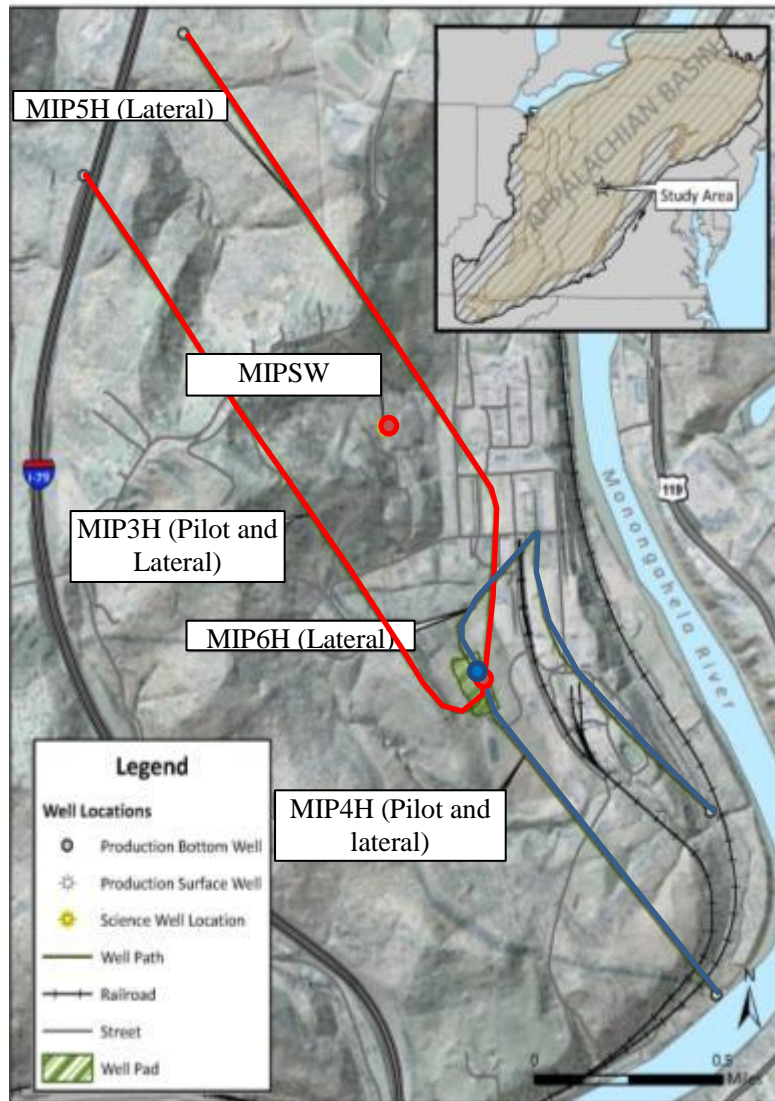 MIP5H (Lateral)
APPALACHIAN BASIN
Study Area
MIPSW
I-79
119
Monongahela River
MIP3H (Pilot and
Lateral)
MIP6H (Lateral)
MIP4H (Pilot and
lateral)
Legend
Well Locations
Production Bottom Well
Production Surface Well
Science Well Location
Well Path
Railroad
Street
Well Pad
N
0 0.5
Miles